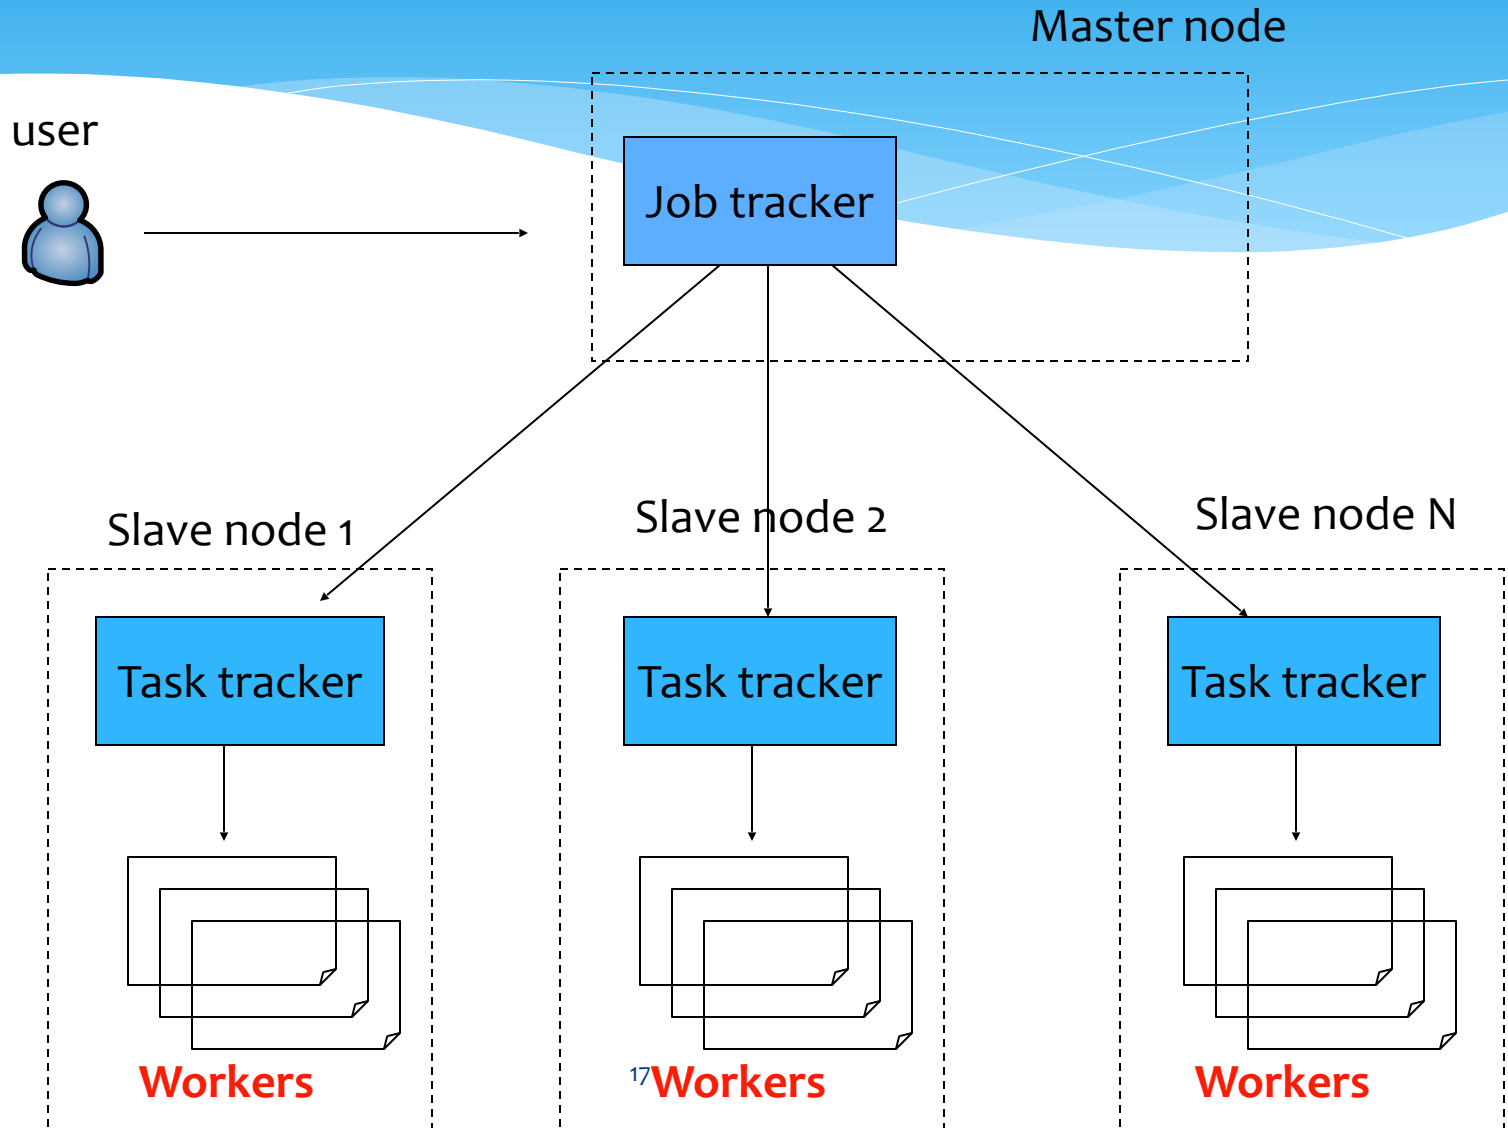 Master node
user
Job tracker
Slave node 1
Slave node 2
Slave node N
Task tracker
Task tracker
Task tracker
Workers
17
Workers
Workers